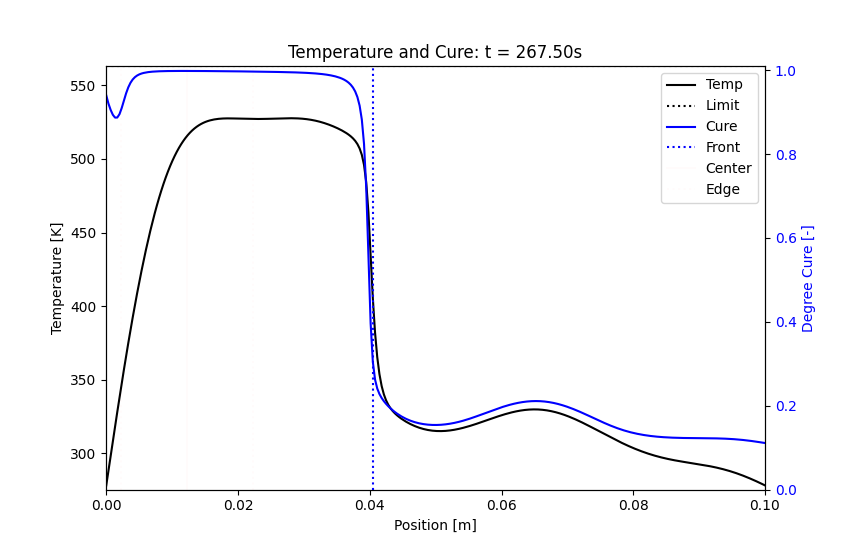 Temperature and Cure: t = 267.50s
Temperature [K]
550
500
450
400
350
300
Temp
Limit
Cure
Front
Center
Edge
1.0
0.8
0.6
0.4
0.2
0.0
Degree Cure [-]
0.00 0.02 0.04 0.06 0.08 0.10
Position [m]